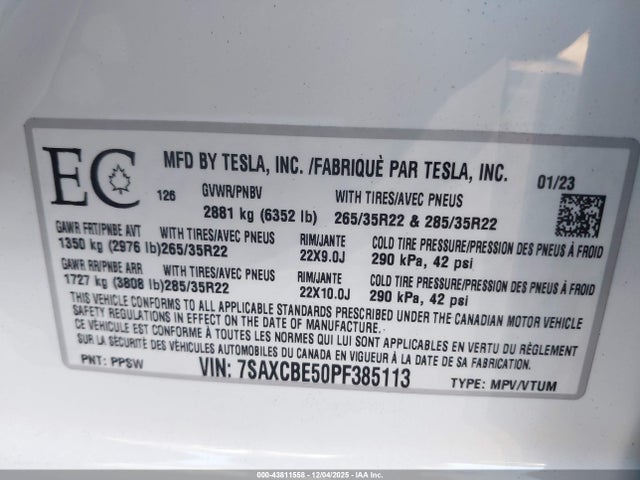 EC
MFD BY TESLA, INC. /FABRIQUÈ PAR TESLA, INC.
01/23
126
GVWR/PNBV
2881 kg (6352 lb)
WITH TIRES/AVEC PNEUS
265/35R22 & 285/35R22
GAWR FRT/PNBE AVT
1350 kg (2976 lb)
WITH TIRES/AVEC PNEUS
265/35R22
RIM/JANTE
22X9.0J
COLD TIRE PRESSURE/PRESSION DES PNEUS À FROID
290 kPa, 42 psi
GAWR RR/PNBE ARR
1727 kg (3808 lb)
WITH TIRES/AVEC PNEUS
285/35R22
RIM/JANTE
22X10.0J
COLD TIRE PRESSURE/PRESSION DES PNEUS À FROID
290 kPa, 42 psi
THIS VEHICLE CONFORMS TO ALL APPLICABLE STANDARDS PRESCRIBED UNDER THE CANADIAN MOTOR VEHICLE
SAFETY REGULATIONS IN EFFECT ON THE DATE OF MANUFACTURE.
CE VÉHICULE EST CONFORME À TOUTES LES NORMES QUI LUI SONT APPLICABLES EN VERTU DU RÈGLEMENT
SUR LA SÉCURITÉ DES VÉHICULES AUTOMOBILES DU CANADA EN VIGUEUR À LA DATE DE SA FABRICATION.
PNT: PPSW
VIN: 7SAXCBE50PF385113
TYPE: MPV/VTUM
000-43811558 - 12/04/2025 - IAACA